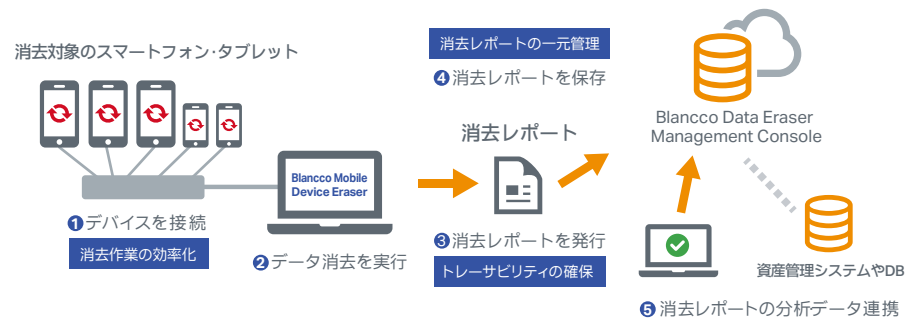 消去対象のスマートフォン・タブレット
Blancco Mobile
Device Eraser
❶デバイスを接続
消去作業の効率化
❷データ消去を実行
消去レポート
❸消去レポートを発行
トレーサビリティの確保
消去レポートの一元管理
❹消去レポートを保存
Blancco Data Eraser
Management Console
資産管理システムやDB
❺消去レポートの分析データ連携